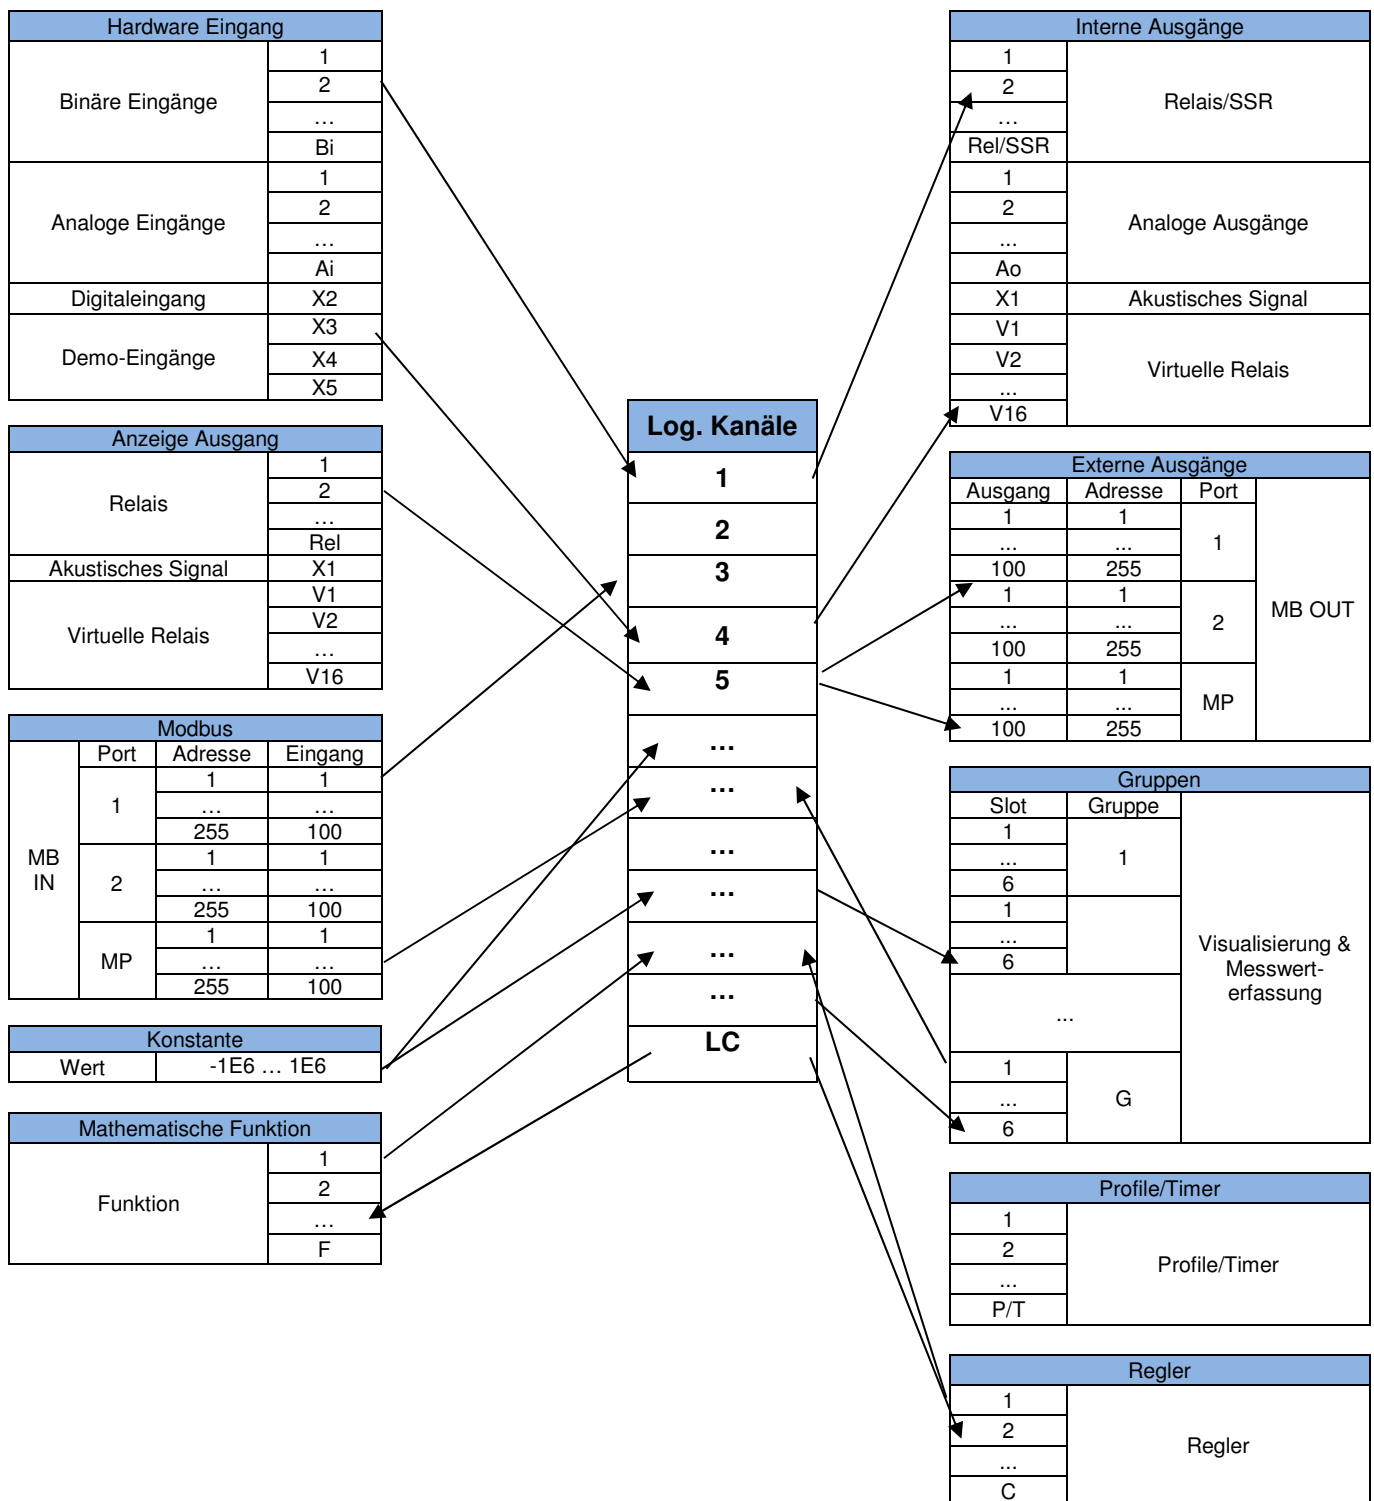 Hardware Eingang
Binäre Eingänge
1
2
...
Bi
Analoge Eingänge
1
2
...
Ai
Digitaleingang
X2
Demo-Eingänge
X3
X4
X5
Anzeige Ausgang
Relais
1
2
...
Rel
Akustisches Signal
X1
Virtuelle Relais
V1
V2
...
V16
Modbus
Port Adresse Eingang
MB
IN
1
1 1
... ...
255 100
2
1 1
... ...
255 100
MP
1 1
... ...
255 100
Konstante
Wert -1E6 ... 1E6
Mathematische Funktion
Funktion
1
2
...
F
Log. Kanäle
1
2
3
4
5
...
...
...
...
...
...
LC
Interne Ausgänge
1
2
...
Rel/SSR
Relais/SSR
1
2
...
Ao
Analoge Ausgänge
X1
Akustisches Signal
V1
V2
...
V16
Virtuelle Relais
Externe Ausgänge
Ausgang Adresse Port
1 1
... ...
100 255
1
1 1
... ...
100 255
2
1 1
... ...
100 255
MP
MB OUT
Gruppen
Slot Gruppe
1
...
6
1
1
...
6
...
1
...
6
G
Visualisierung &
Messwert-
erfassung
Profile/Timer
1
2
...
P/T
Profile/Timer
Regler
1
2
...
C
Regler